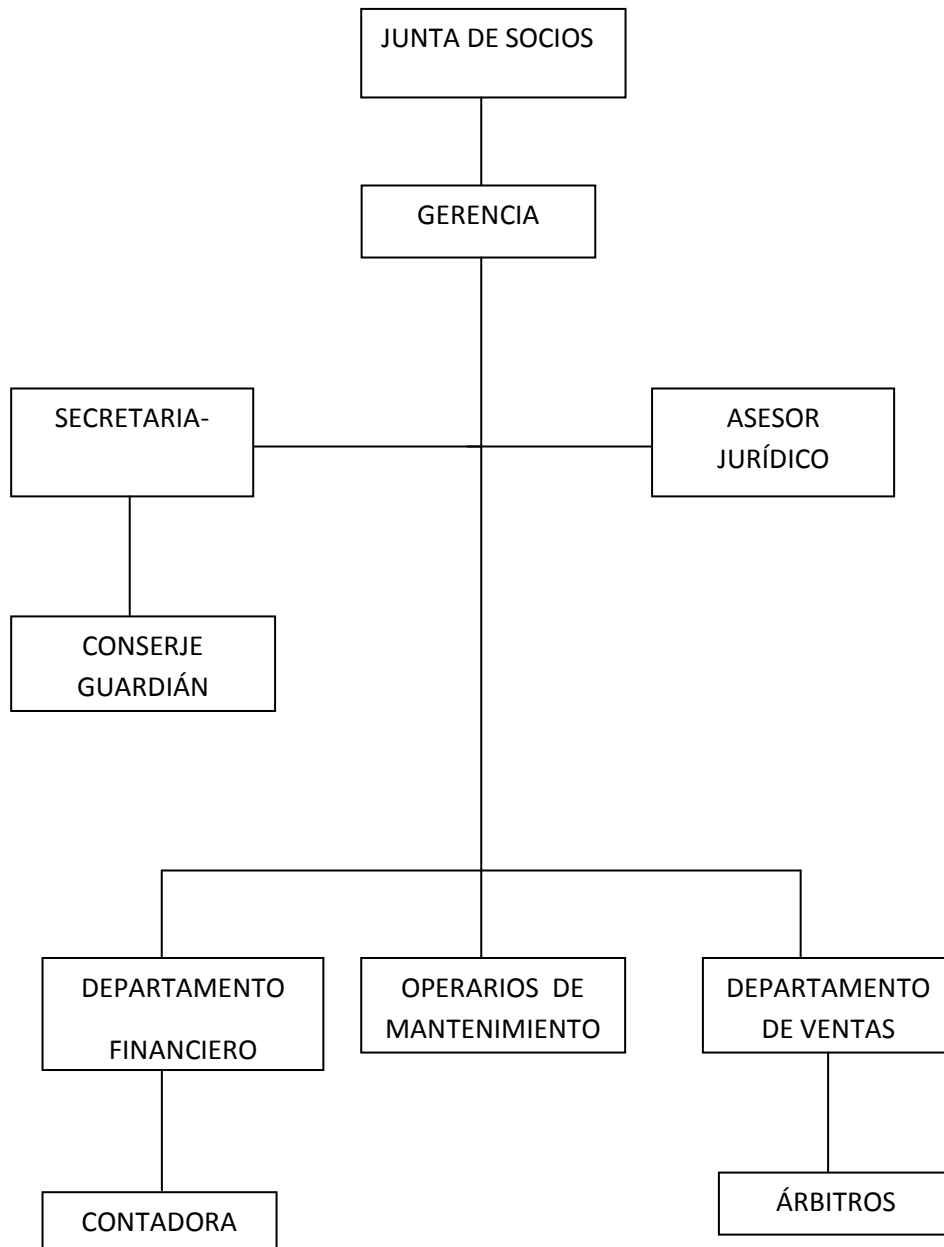 JUNTA DE SOCIOS
GERENCIA
SECRETARIA-
ASESOR
JURÍDICO
CONSERJE
GUARDIÁN
DEPARTAMENTO
FINANCIERO
OPERARIOS DE
MANTENIMIENTO
DEPARTAMENTO
DE VENTAS
CONTADORA
ÁRBITROS